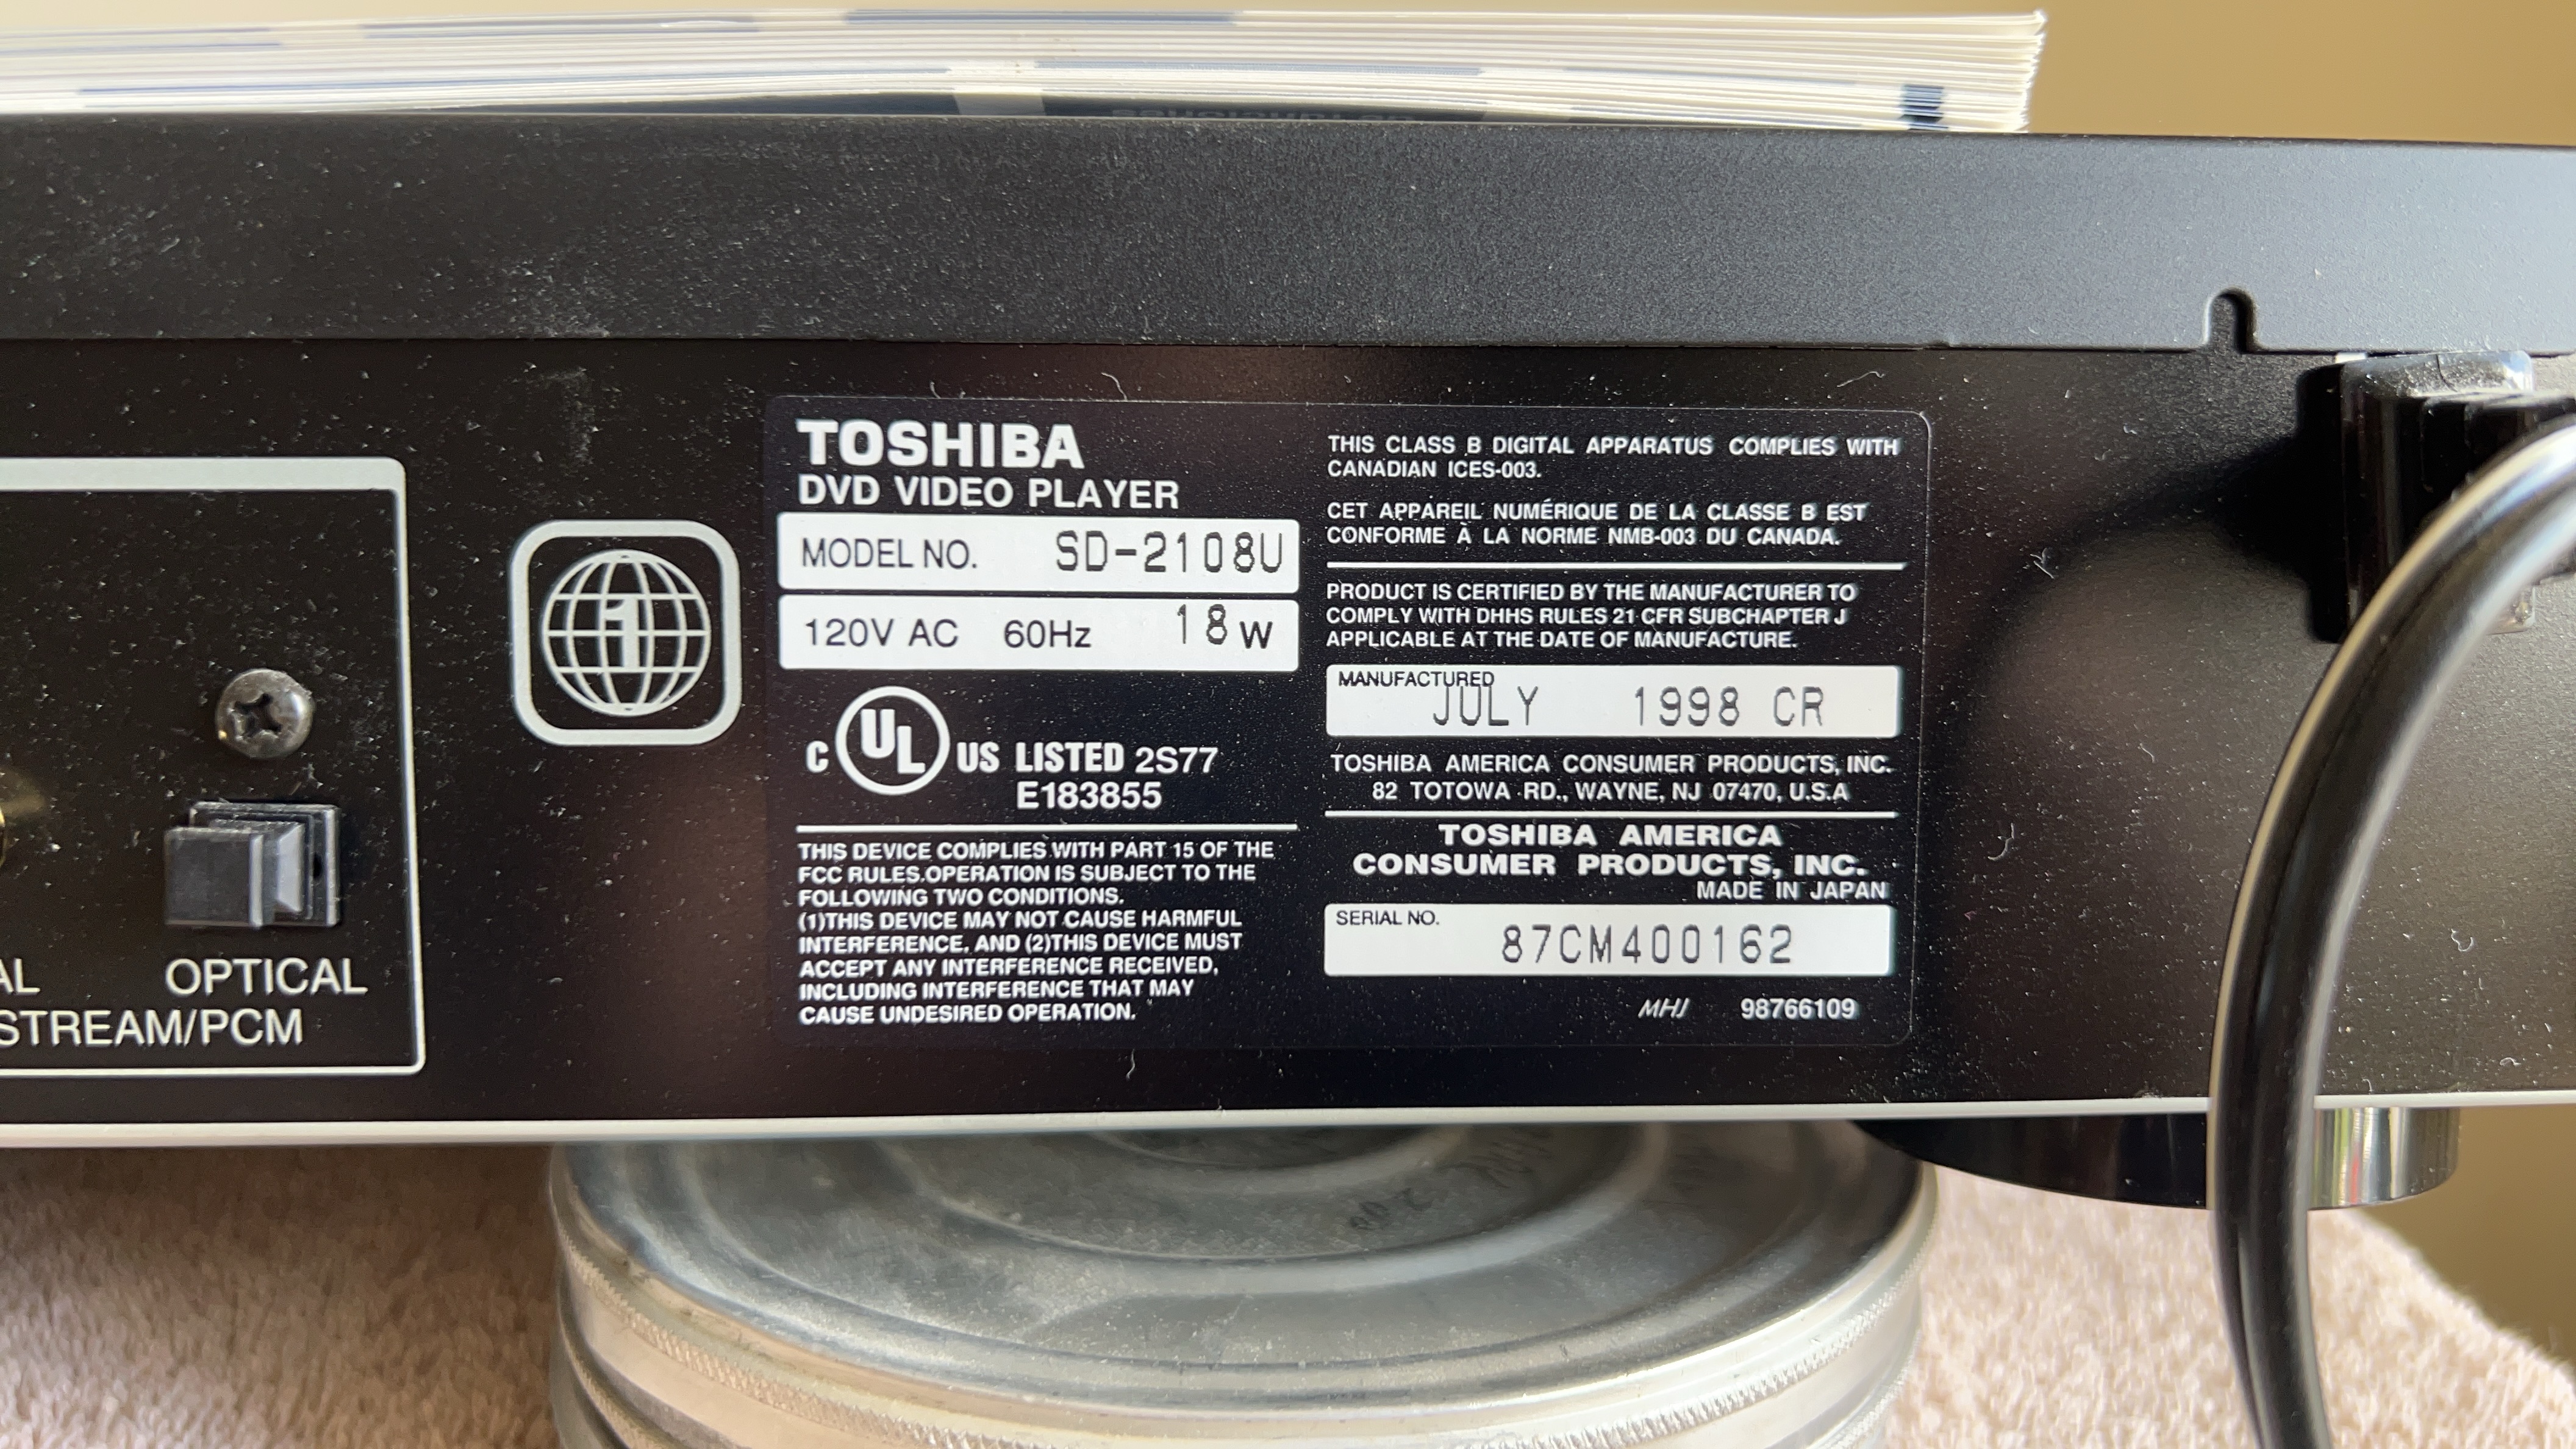 AL OPTICAL
STREAM/PCM
1
TOSHIBA
DVD VIDEO PLAYER
MODEL NO. SD-2108U
120V AC 60Hz 18 W
C UL US LISTED 2S77
E183855
THIS DEVICE COMPLIES WITH PART 15 OF THE
FCC RULES.OPERATION IS SUBJECT TO THE
FOLLOWING TWO CONDITIONS.
(1)THIS DEVICE MAY NOT CAUSE HARMFUL
INTERFERENCE, AND (2)THIS DEVICE MUST
ACCEPT ANY INTERFERENCE RECEIVED,
INCLUDING INTERFERENCE THAT MAY
CAUSE UNDESIRED OPERATION.
THIS CLASS B DIGITAL APPARATUS COMPLIES WITH
CANADIAN ICES-003.
CET APPAREIL NUMÉRIQUE DE LA CLASSE B EST
CONFORME À LA NORME NMB-003 DU CANADA.
PRODUCT IS CERTIFIED BY THE MANUFACTURER TO
COMPLY WITH DHHS RULES 21 CFR SUBCHAPTER J
APPLICABLE AT THE DATE OF MANUFACTURE.
MANUFACTURED
JULY 1998 CR
TOSHIBA AMERICA CONSUMER PRODUCTS, INC.
82 TOTOWA RD., WAYNE, NJ 07470, U.S.A
TOSHIBA AMERICA
CONSUMER PRODUCTS, INC.
MADE IN JAPAN
SERIAL NO.
87CM400162
MHJ 98766109